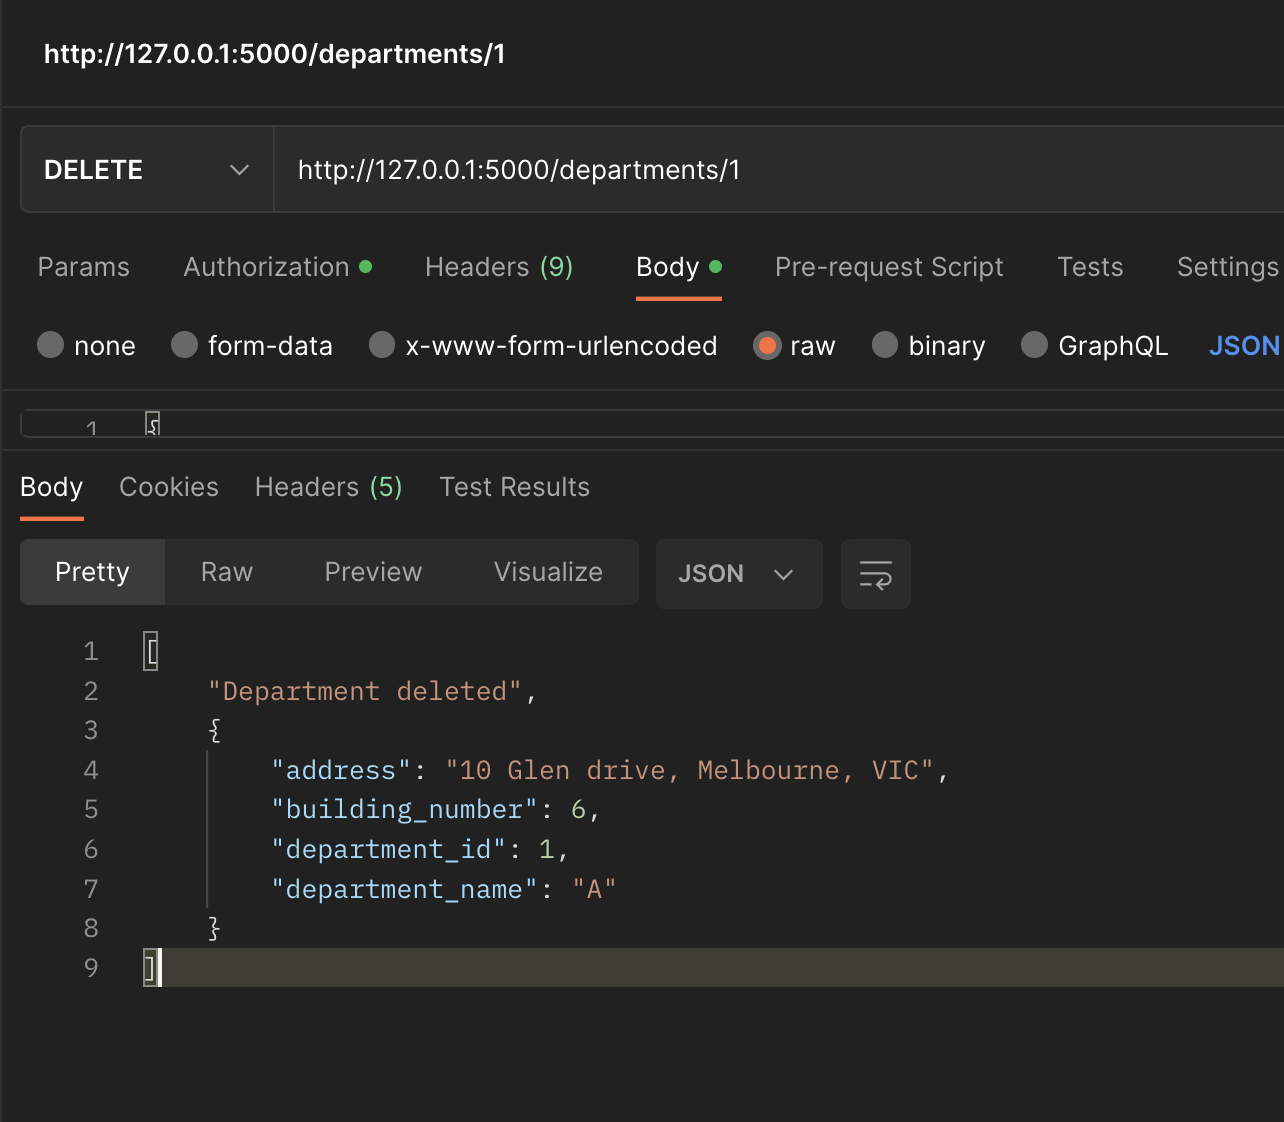 http://127.0.0.1:5000/departments/1
DELETE http://127.0.0.1:5000/departments/1
Params Authorization Headers (9) Body Pre-request Script Tests Settings
none form-data x-www-form-urlencoded raw binary GraphQL JSON
1 {
Body Cookies Headers (5) Test Results
Pretty Raw Preview Visualize JSON
1 [
2 "Department deleted",
3 {
4 "address": "10 Glen drive, Melbourne, VIC",
5 "building_number": 6,
6 "department_id": 1,
7 "department_name": "A"
8 }
9 ]